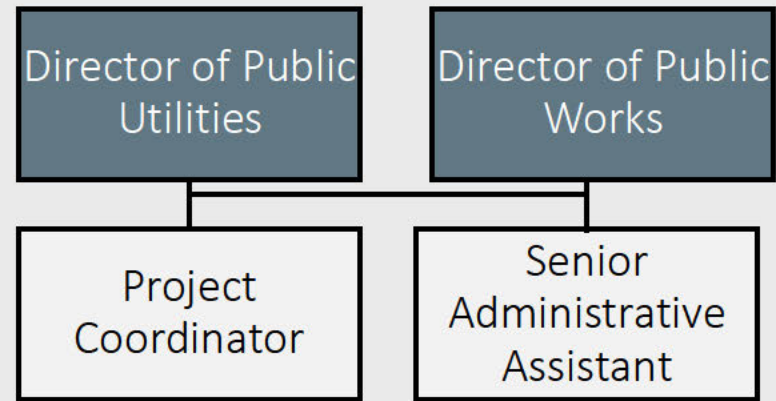 Director of Public
Utilities
Director of Public
Works
Project
Coordinator
Senior
Administrative
Assistant